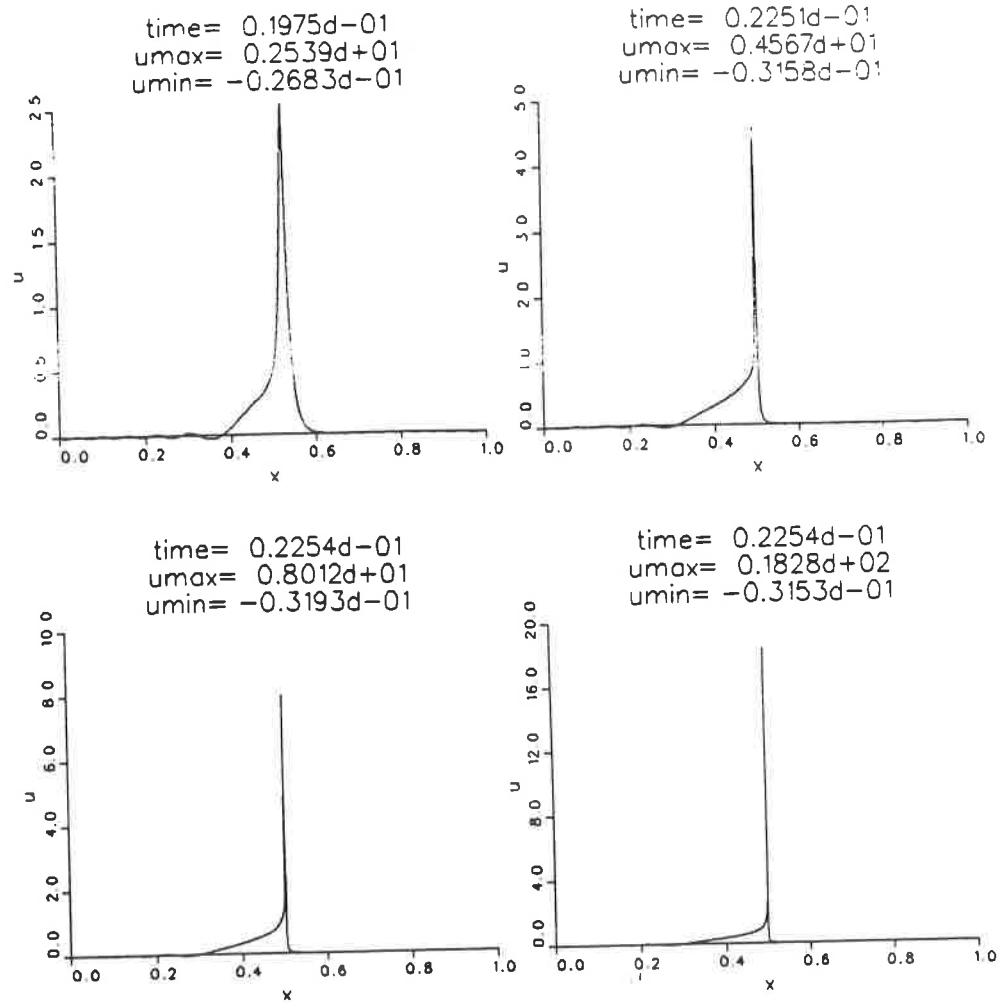 time= 0.1975d-01
umax= 0.2539d+01
umin= -0.2683d-01
2.5
2.0
1.5
1.0
0.5
0.0
u
0.0 0.2 0.4 0.6 0.8 1.0
x
time= 0.2251d-01
umax= 0.4567d+01
umin= -0.3158d-01
5.0
4.0
3.0
2.0
1.0
0.0
u
0.0 0.2 0.4 0.6 0.8 1.0
x
time= 0.2254d-01
umax= 0.8012d+01
umin= -0.3193d-01
10.0
8.0
6.0
4.0
2.0
0.0
u
0.0 0.2 0.4 0.6 0.8 1.0
x
time= 0.2254d-01
umax= 0.1828d+02
umin= -0.3153d-01
20.0
16.0
12.0
8.0
4.0
0.0
u
0.0 0.2 0.4 0.6 0.8 1.0
x